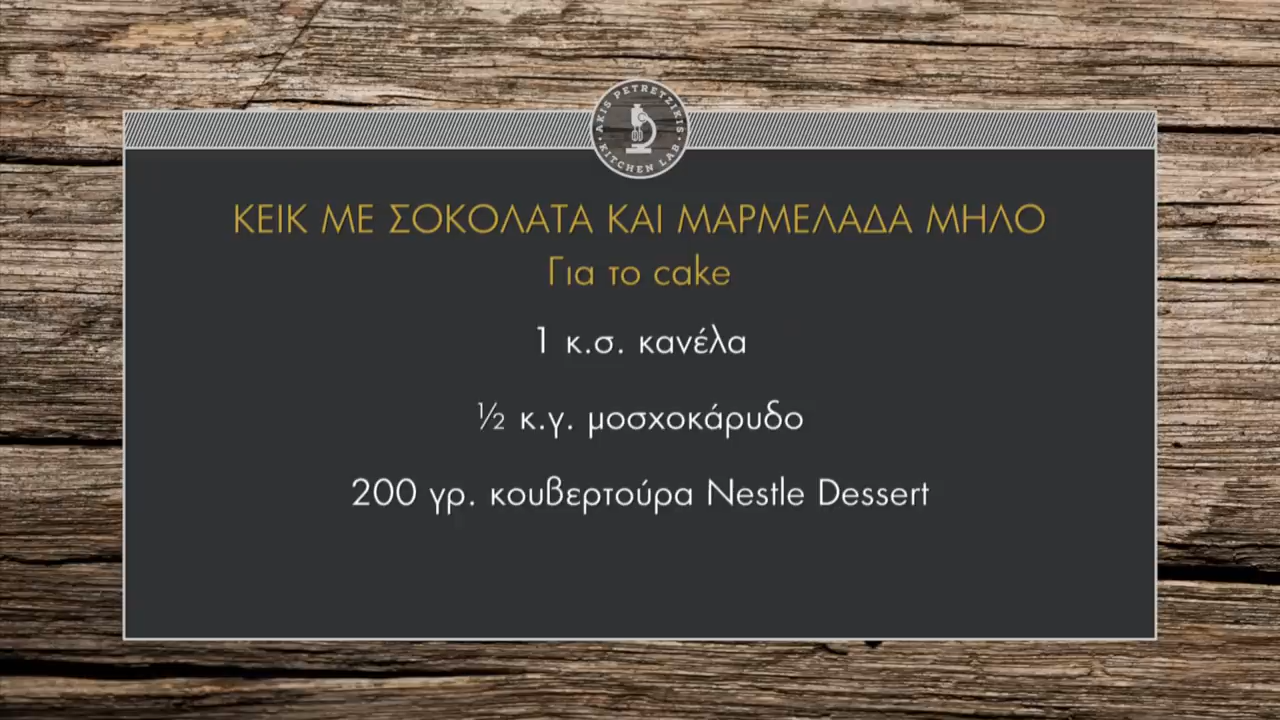 AKIS PETRETZIKIS
KITCHEN LAB
ΚΕΙΚ ΜΕ ΣΟΚΟΛΑΤΑ ΚΑΙ ΜΑΡΜΕΛΑΔΑ ΜΗΛΟ
Για το cake
1 κ.σ. κανέλα
½ κ.γ. μοσχοκάρυδο
200 γρ. κουβερτούρα Nestle Dessert